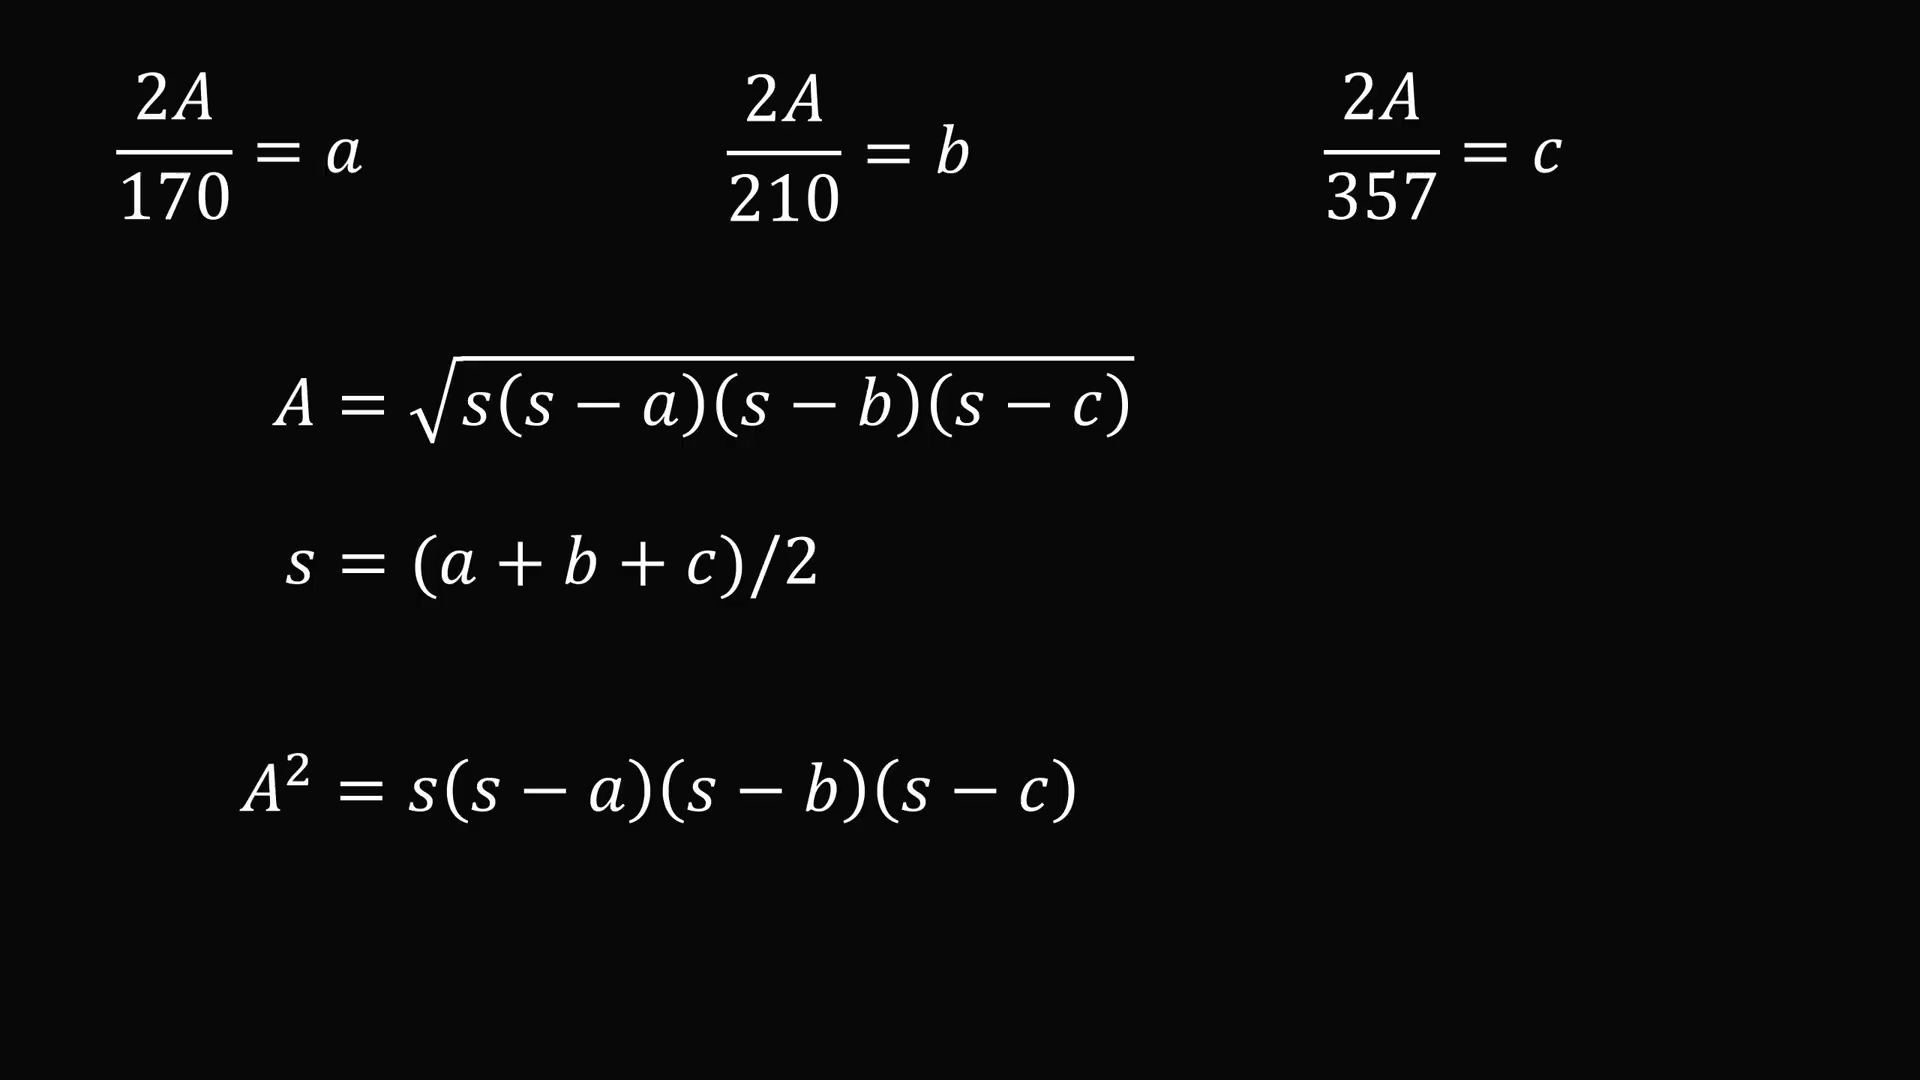 2A/170 = a 2A/210 = b 2A/357 = c
A = √s(s − a)(s − b)(s − c)
s = (a + b + c)/2
A² = s(s − a)(s − b)(s − c)